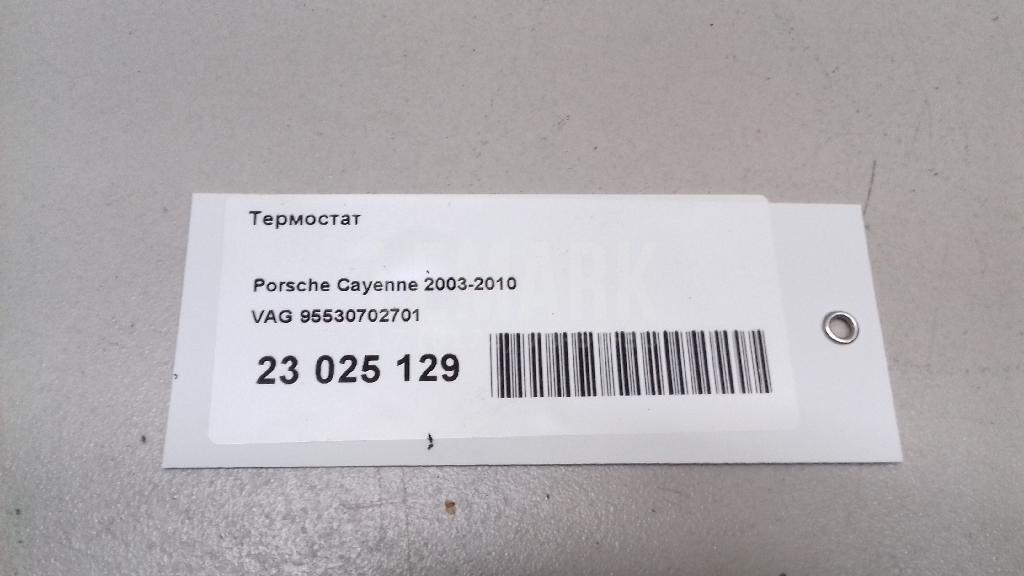 Термостат
Porsche Cayenne 2003-2010
VAG 95530702701
23 025 129